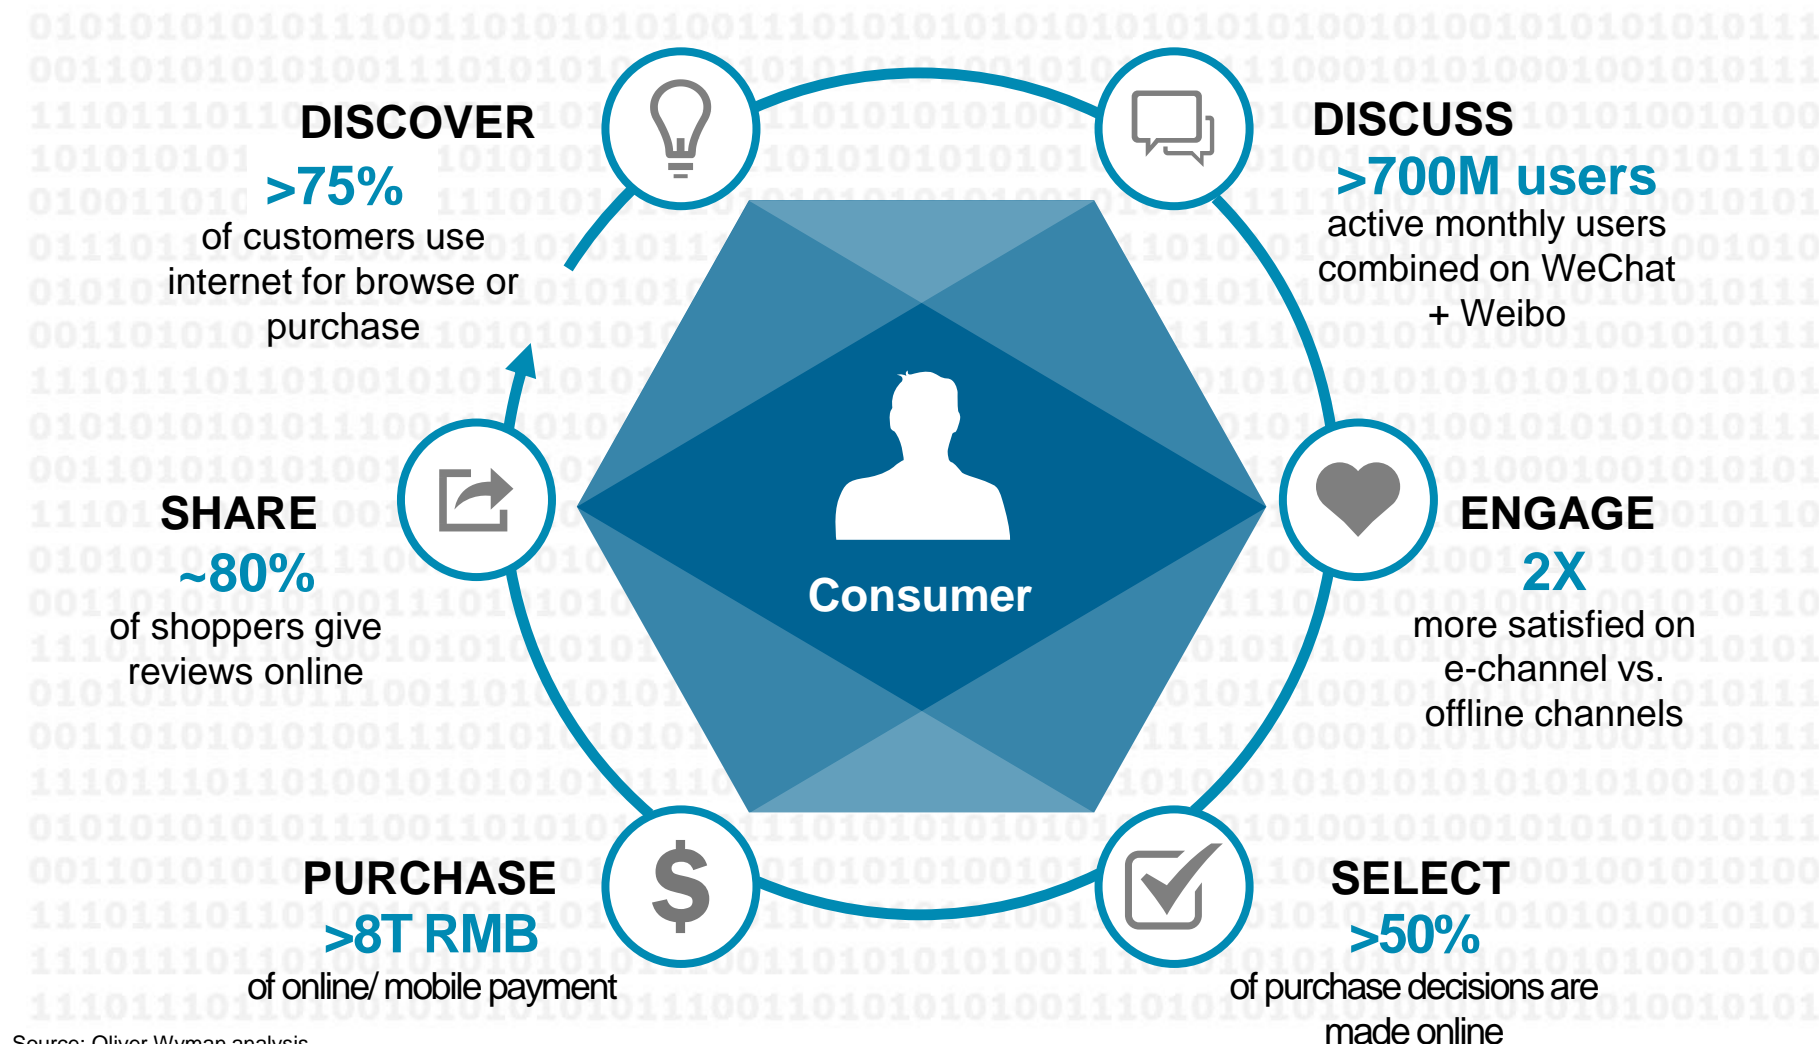 DISCOVER
>75%
of customers use
internet for browse or
purchase
DISCUSS
>700M users
active monthly users
combined on WeChat
+ Weibo
ENGAGE
2X
more satisfied on
e-channel vs.
offline channels
SELECT
>50%
of purchase decisions are
made online
PURCHASE
>8T RMB
of online/ mobile payment
SHARE
~80%
of shoppers give
reviews online
Consumer
Source: Oliver Wyman analysis